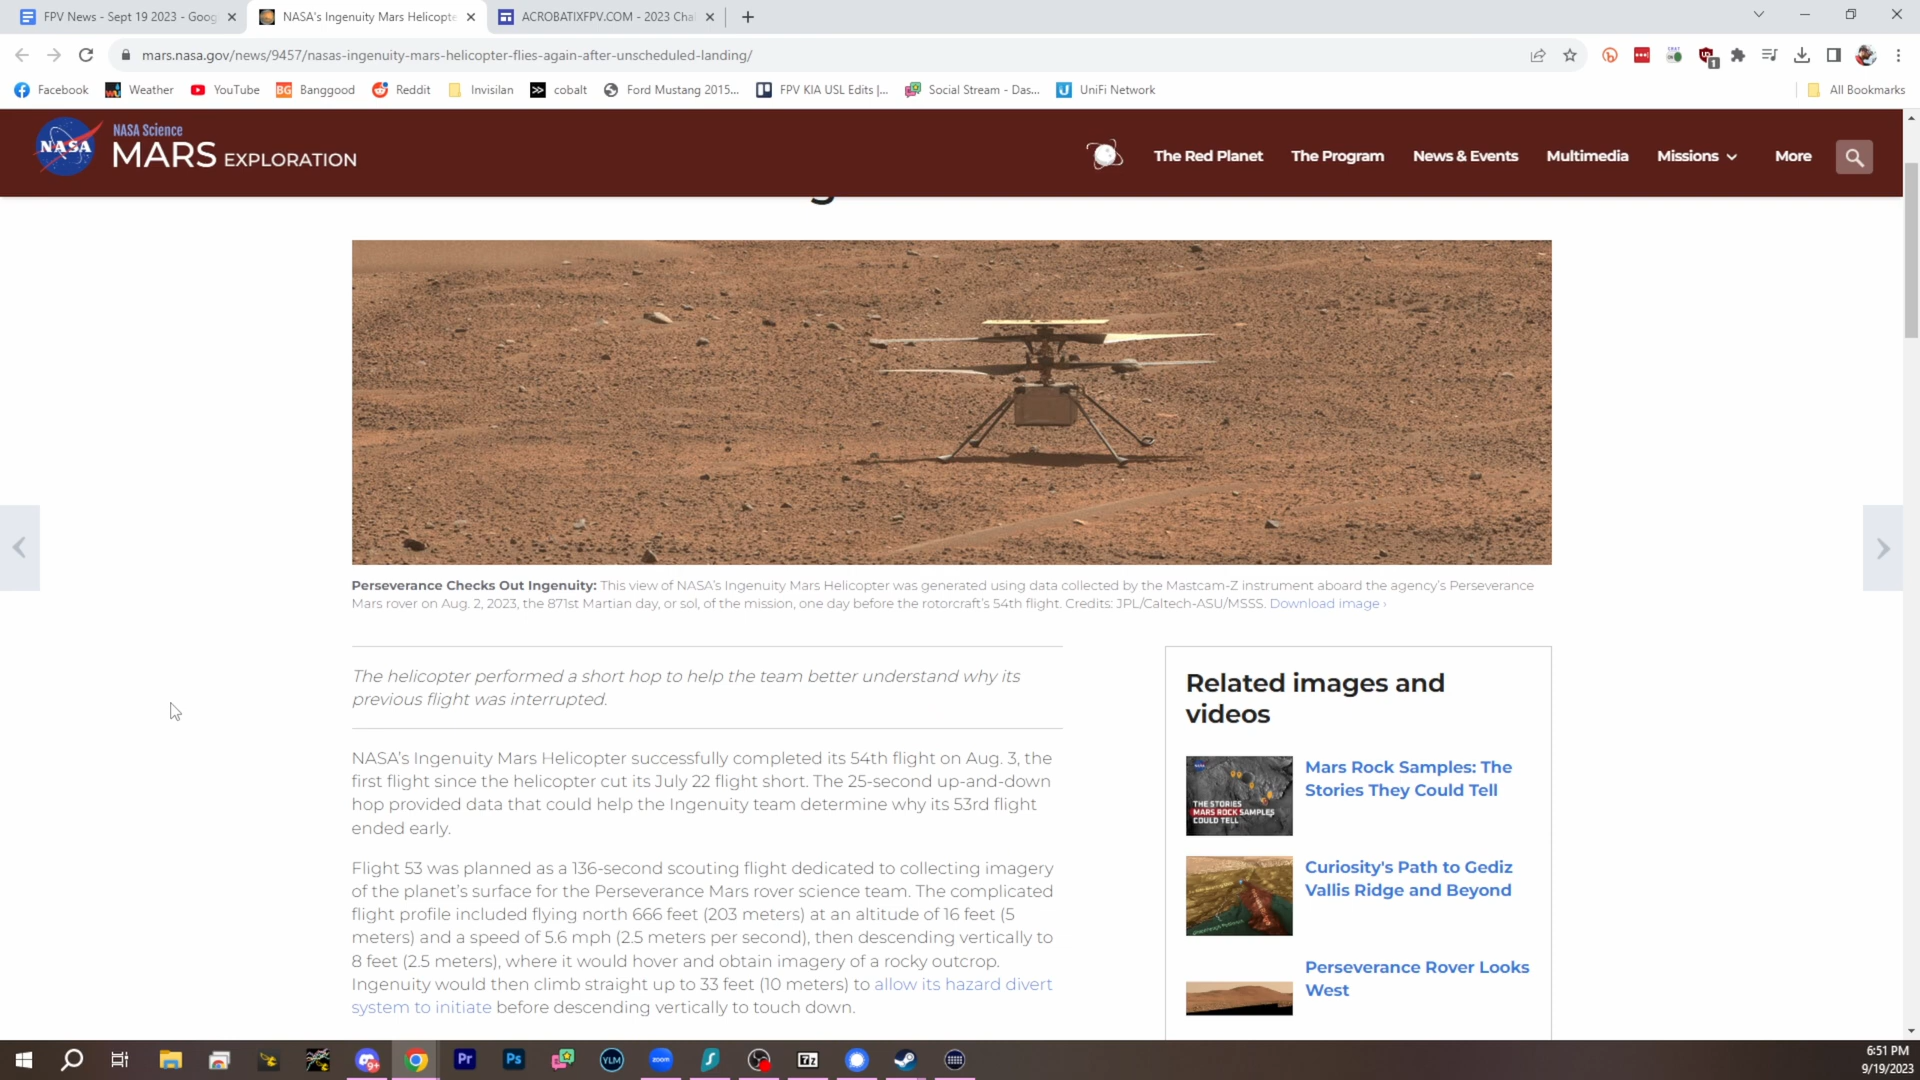 FPV News - Sept 19 2023 - Goog
NASA's Ingenuity Mars Helicopte
ACROBATIXFPV.COM - 2023 Cha
mars.nasa.gov/news/9457/nasas-ingenuity-mars-helicopter-flies-again-after-unscheduled-landing/
1
Facebook Weather YouTube BG Banggood Reddit Invisilan cobalt Ford Mustang 2015... FPV KIA USL Edits |... Social Stream - Das... UniFi Network All Bookmarks
NASA
NASA Science
MARS EXPLORATION
The Red Planet The Program News & Events Multimedia Missions More
Perseverance Checks Out Ingenuity: This view of NASA's Ingenuity Mars Helicopter was generated using data collected by the Mastcam-Z instrument aboard the agency's Perseverance
Mars rover on Aug. 2, 2023, the 871st Martian day, or sol, of the mission, one day before the rotorcraft's 54th flight. Credits: JPL/Caltech-ASU/MSSS. Download image ›
The helicopter performed a short hop to help the team better understand why its
previous flight was interrupted.
NASA's Ingenuity Mars Helicopter successfully completed its 54th flight on Aug. 3, the
first flight since the helicopter cut its July 22 flight short. The 25-second up-and-down
hop provided data that could help the Ingenuity team determine why its 53rd flight
ended early.
Flight 53 was planned as a 136-second scouting flight dedicated to collecting imagery
of the planet's surface for the Perseverance Mars rover science team. The complicated
flight profile included flying north 666 feet (203 meters) at an altitude of 16 feet (5
meters) and a speed of 5.6 mph (2.5 meters per second), then descending vertically to
8 feet (2.5 meters), where it would hover and obtain imagery of a rocky outcrop.
Ingenuity would then climb straight up to 33 feet (10 meters) to allow its hazard divert
system to initiate before descending vertically to touch down.
Related images and
videos
THE STORIES
MARS ROCK SAMPLES
COULD TELL
Mars Rock Samples: The
Stories They Could Tell
Curiosity's Path to Gediz
Vallis Ridge and Beyond
Perseverance Rover Looks
West
Pr Ps YLM zoom 7z
6:51 PM
9/19/2023